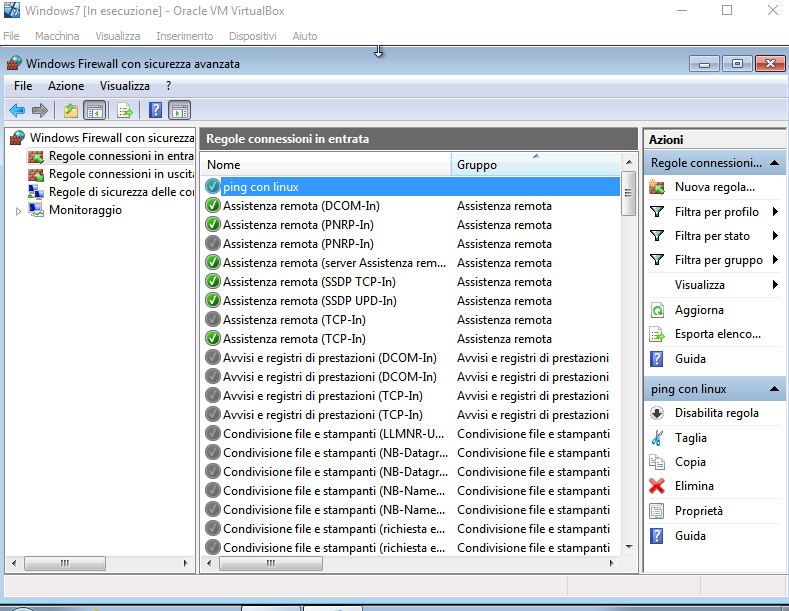 Windows7 [In esecuzione] - Oracle VM VirtualBox
File Macchina Visualizza Inserimento Dispositivi Aiuto
Windows Firewall con sicurezza avanzata
File Azione Visualizza ?
Windows Firewall con sicurezza
Regole connessioni in entra
Regole connessioni in uscit
Regole di sicurezza delle co
Monitoraggio
Regole connessioni in entrata
Nome Gruppo
ping con linux
Assistenza remota (DCOM-In) Assistenza remota
Assistenza remota (PNRP-In) Assistenza remota
Assistenza remota (PNRP-In) Assistenza remota
Assistenza remota (server Assistenza rem... Assistenza remota
Assistenza remota (SSDP TCP-In) Assistenza remota
Assistenza remota (SSDP UPD-In) Assistenza remota
Assistenza remota (TCP-In) Assistenza remota
Assistenza remota (TCP-In) Assistenza remota
Avvisi e registri di prestazioni (DCOM-In) Avvisi e registri di prestazioni
Avvisi e registri di prestazioni (DCOM-In) Avvisi e registri di prestazioni
Avvisi e registri di prestazioni (TCP-In) Avvisi e registri di prestazioni
Avvisi e registri di prestazioni (TCP-In) Avvisi e registri di prestazioni
Condivisione file e stampanti (LLMNR-U... Condivisione file e stampanti
Condivisione file e stampanti (NB-Datagr... Condivisione file e stampanti
Condivisione file e stampanti (NB-Datagr... Condivisione file e stampanti
Condivisione file e stampanti (NB-Name... Condivisione file e stampanti
Condivisione file e stampanti (NB-Name... Condivisione file e stampanti
Condivisione file e stampanti (richiesta e... Condivisione file e stampanti
Condivisione file e stampanti (richiesta e... Condivisione file e stampanti
Azioni
Regole connessioni...
Nuova regola...
Filtra per profilo
Filtra per stato
Filtra per gruppo
Visualizza
Aggiorna
Esporta elenco...
Guida
ping con linux
Disabilita regola
Taglia
Copia
Elimina
Proprietà
Guida